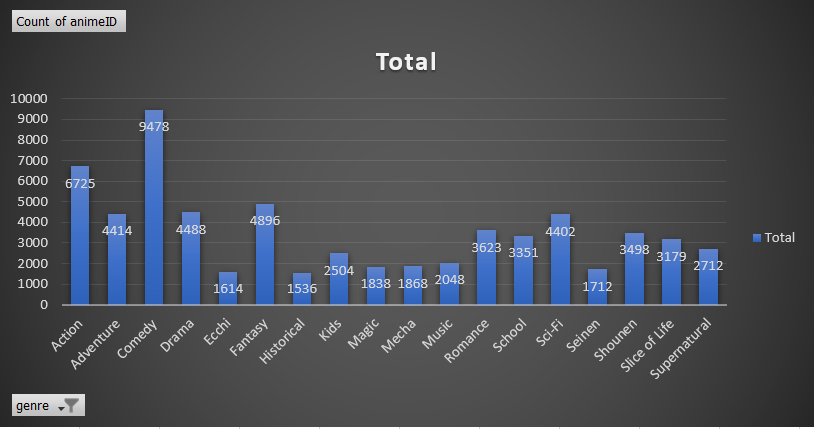 Count of animeID
Total
10000
9000
8000
7000
6000
5000
4000
3000
2000
1000
0
6725
4414
9478
4488
1614
4896
1536
2504
1838
1868
2048
3623
3351
4402
1712
3498
3179
2712
Total
Action
Adventure
Comedy
Drama
Ecchi
Fantasy
Historical
Kids
Magic
Mecha
Music
Romance
School
Sci-Fi
Seinen
Shounen
Slice of Life
Supernatural
genre